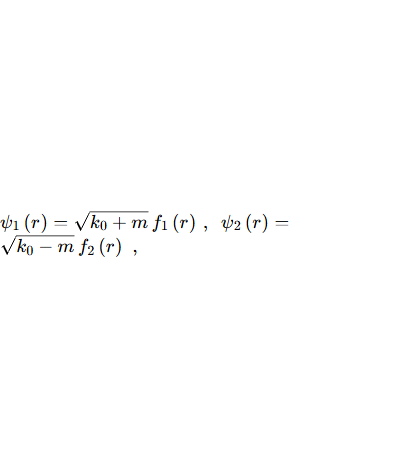 ψ₁ (r) = √(k₀ + m) f₁ (r) , ψ₂ (r) =
√(k₀ − m) f₂ (r) ,